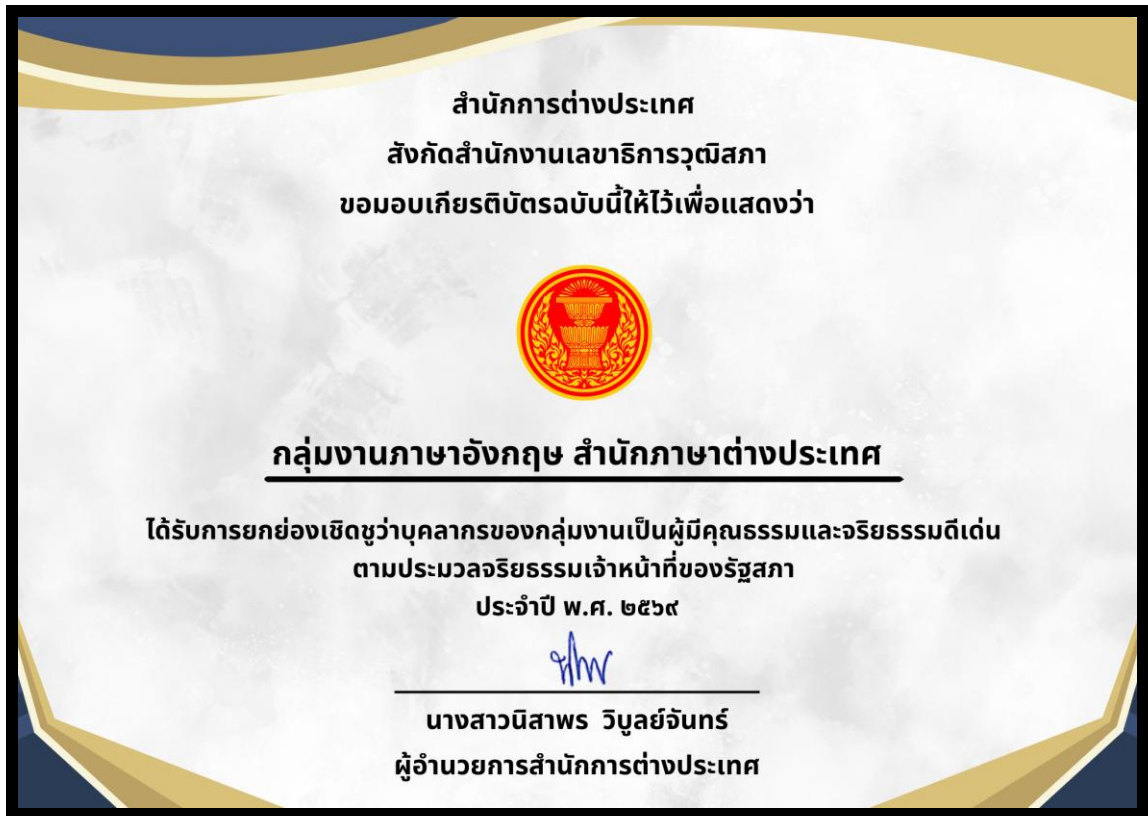 สำนักการต่างประเทศ
สังกัดสำนักงานเลขาธิการวุฒิสภา
ขอมอบเกียรติบัตรฉบับนี้ให้ไว้เพื่อแสดงว่า
กลุ่มงานภาษาอังกฤษ สำนักภาษาต่างประเทศ
ได้รับการยกย่องเชิดชูว่าบุคลากรของกลุ่มงานเป็นผู้มีคุณธรรมและจริยธรรมดีเด่น
ตามประมวลจริยธรรมเจ้าหน้าที่ของรัฐสภา
ประจำปี พ.ศ. ๒๕๖๙
นางสาวนิสาพร วิบูลย์จันทร์
ผู้อำนวยการสำนักการต่างประเทศ